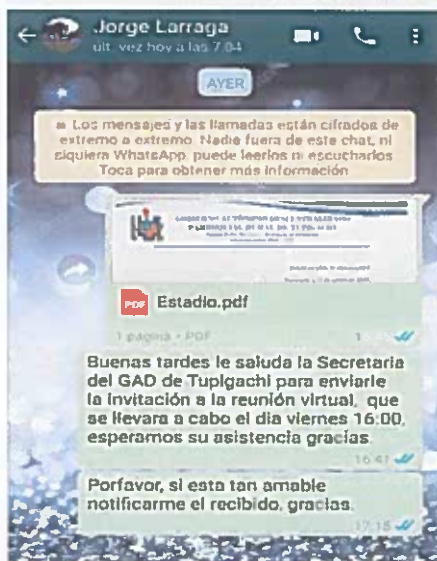 Jorge Larraga
últ. vez hoy a las 7:04
AYER
Los mensajes y las llamadas están cifrados de
extremo a extremo. Nadie fuera de este chat, ni
siquiera WhatsApp, puede leerlos ni escucharlos.
Toca para obtener más información
PDF Estadio.pdf
1 página • PDF
Buenas tardes le saluda la Secretaria
del GAD de Tupigachi para enviarle
la invitación a la reunión virtual, que
se llevara a cabo el dia viernes 16:00,
esperamos su asistencia gracias.
16:41
Porfavor, si esta tan amable
notificarme el recibido, gracias.
17:15